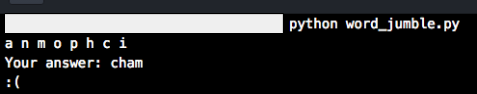 python word_jumble.py
a n m o p h c i
Your answer: cham
:(